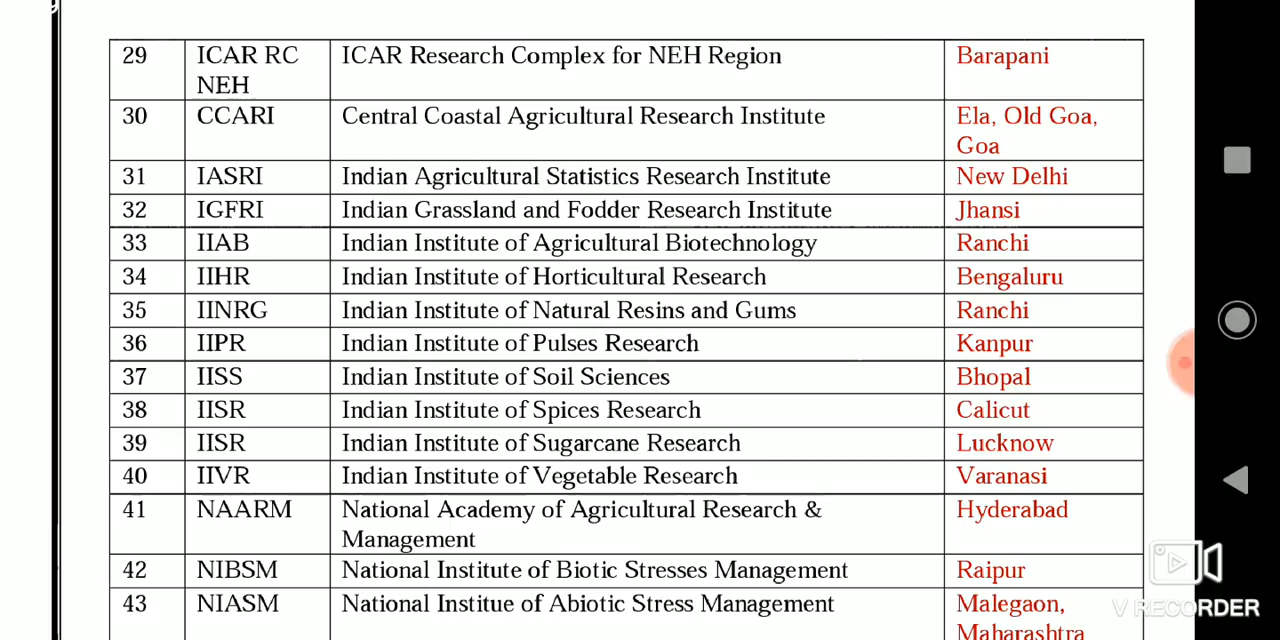 29 ICAR RC ICAR Research Complex for NEH Region Barapani
NEH
30 CCARI Central Coastal Agricultural Research Institute Ela, Old Goa,
Goa
31 IASRI Indian Agricultural Statistics Research Institute New Delhi
32 IGFRI Indian Grassland and Fodder Research Institute Jhansi
33 IIAB Indian Institute of Agricultural Biotechnology Ranchi
34 IIHR Indian Institute of Horticultural Research Bengaluru
35 IINRG Indian Institute of Natural Resins and Gums Ranchi
36 IIPR Indian Institute of Pulses Research Kanpur
37 IISS Indian Institute of Soil Sciences Bhopal
38 IISR Indian Institute of Spices Research Calicut
39 IISR Indian Institute of Sugarcane Research Lucknow
40 IIVR Indian Institute of Vegetable Research Varanasi
41 NAARM National Academy of Agricultural Research & Hyderabad
Management
42 NIBSM National Institute of Biotic Stresses Management Raipur
43 NIASM National Institue of Abiotic Stress Management Malegaon,
Maharashtra
V RECORDER